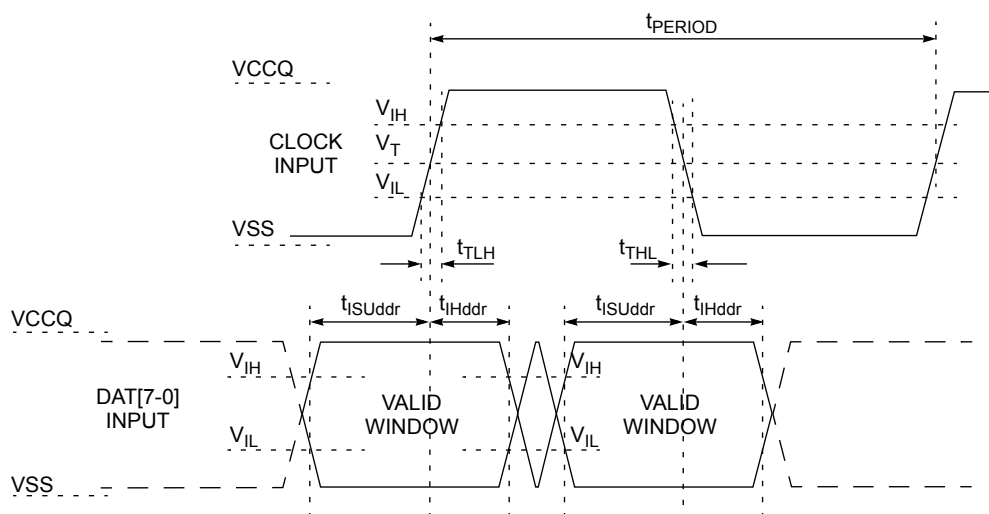 tPERIOD
VCCQ
VIH
CLOCK
INPUT
VT
VIL
VSS
tTLH
tTHL
VCCQ
tISUddr
tIHddr
tISUddr
tIHddr
VIH
VIH
DAT[7-0]
INPUT
VALID
WINDOW
VALID
WINDOW
VIL
VIL
VSS